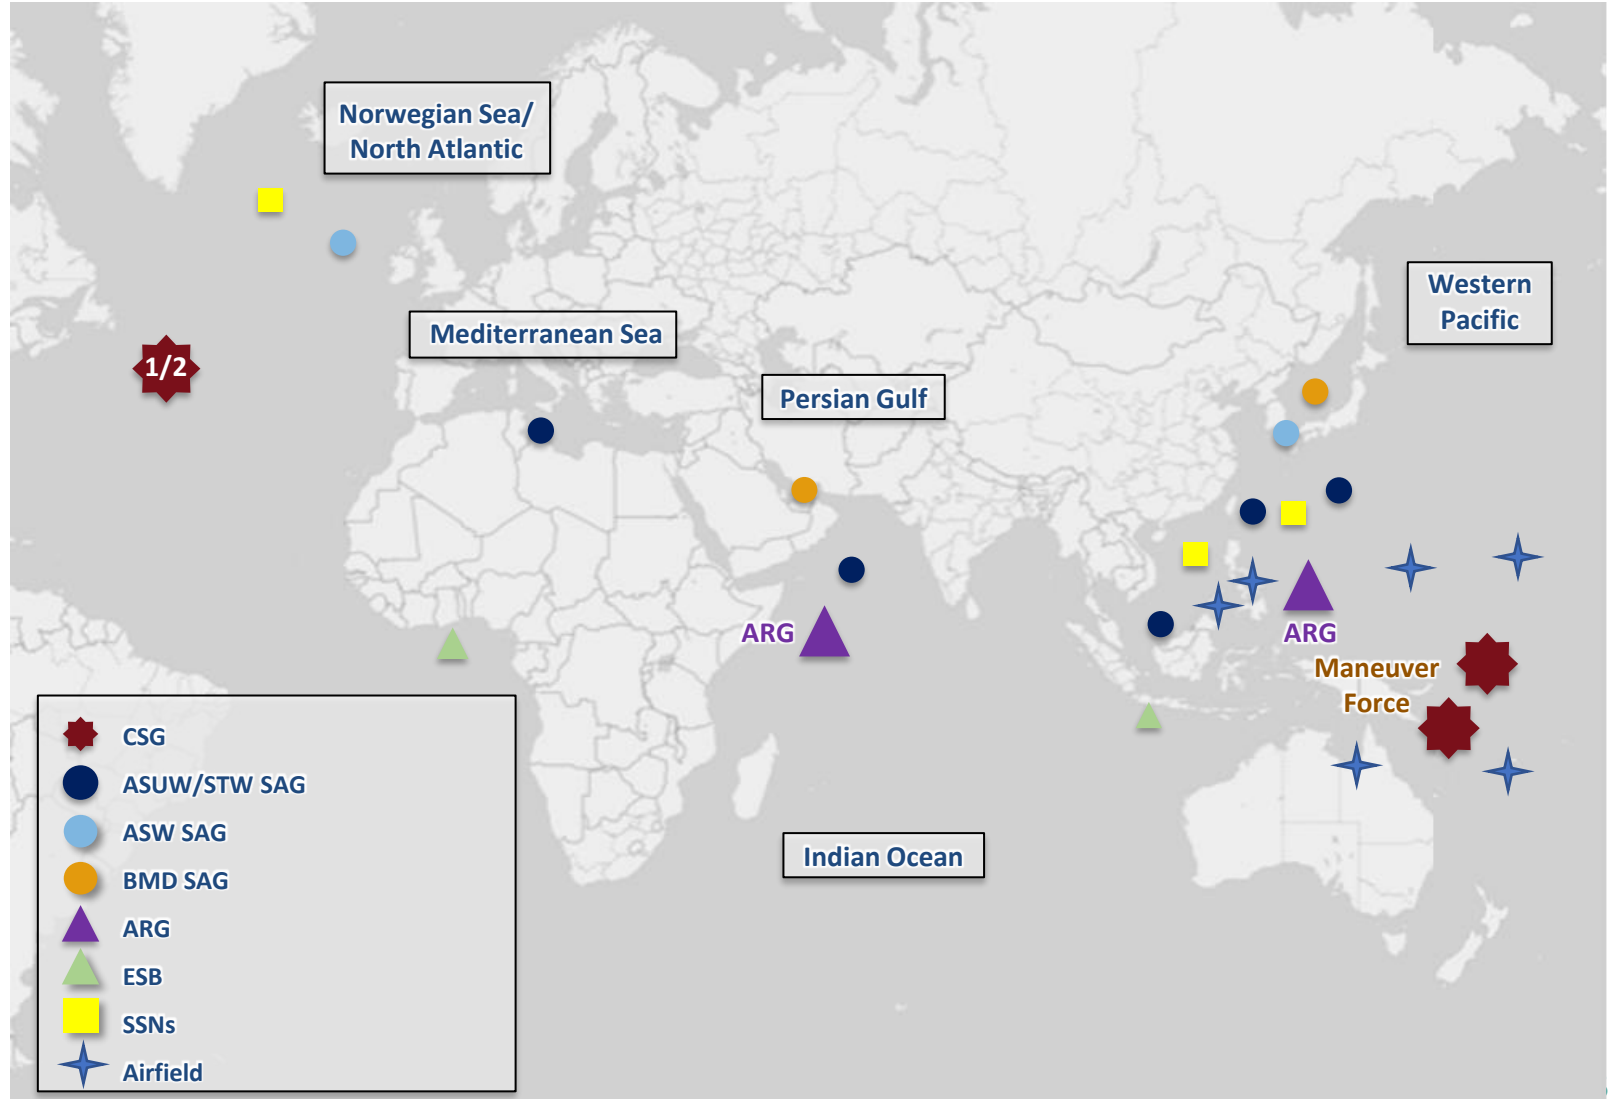 Norwegian Sea/
North Atlantic
Western
Pacific
Mediterranean Sea
1/2
Persian Gulf
ARG
ARG
Maneuver
Force
Indian Ocean
CSG
ASUW/STW SAG
ASW SAG
BMD SAG
ARG
ESB
SSNs
Airfield